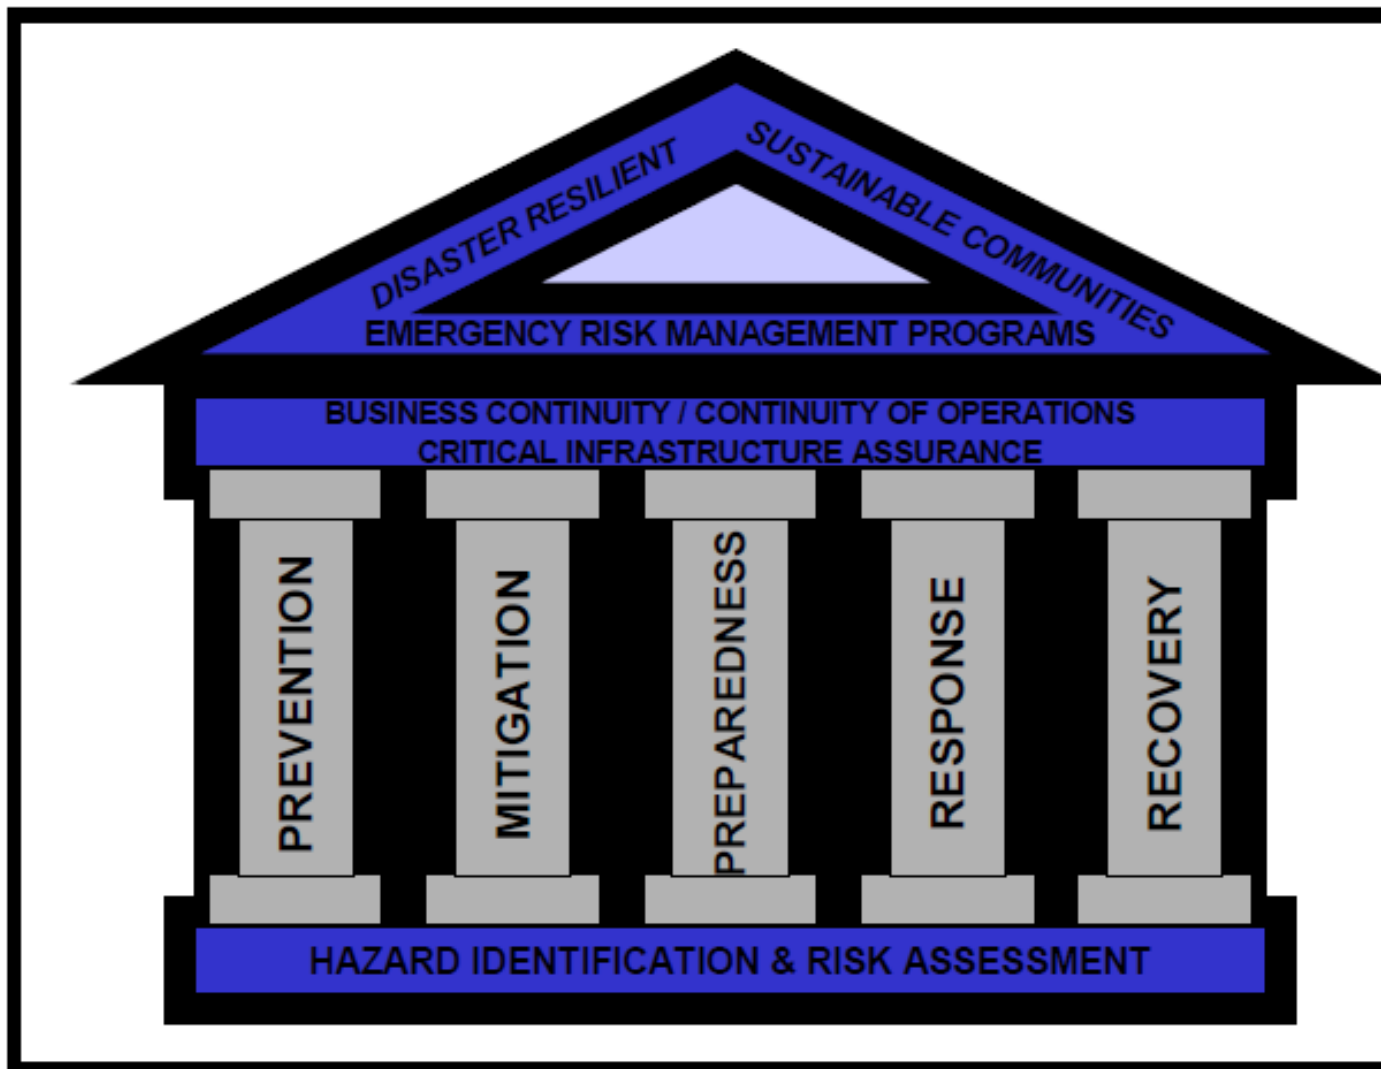 DISASTER RESILIENT
SUSTAINABLE COMMUNITIES
EMERGENCY RISK MANAGEMENT PROGRAMS
BUSINESS CONTINUITY / CONTINUITY OF OPERATIONS
CRITICAL INFRASTRUCTURE ASSURANCE
PREVENTION
MITIGATION
PREPAREDNESS
RESPONSE
RECOVERY
HAZARD IDENTIFICATION & RISK ASSESSMENT